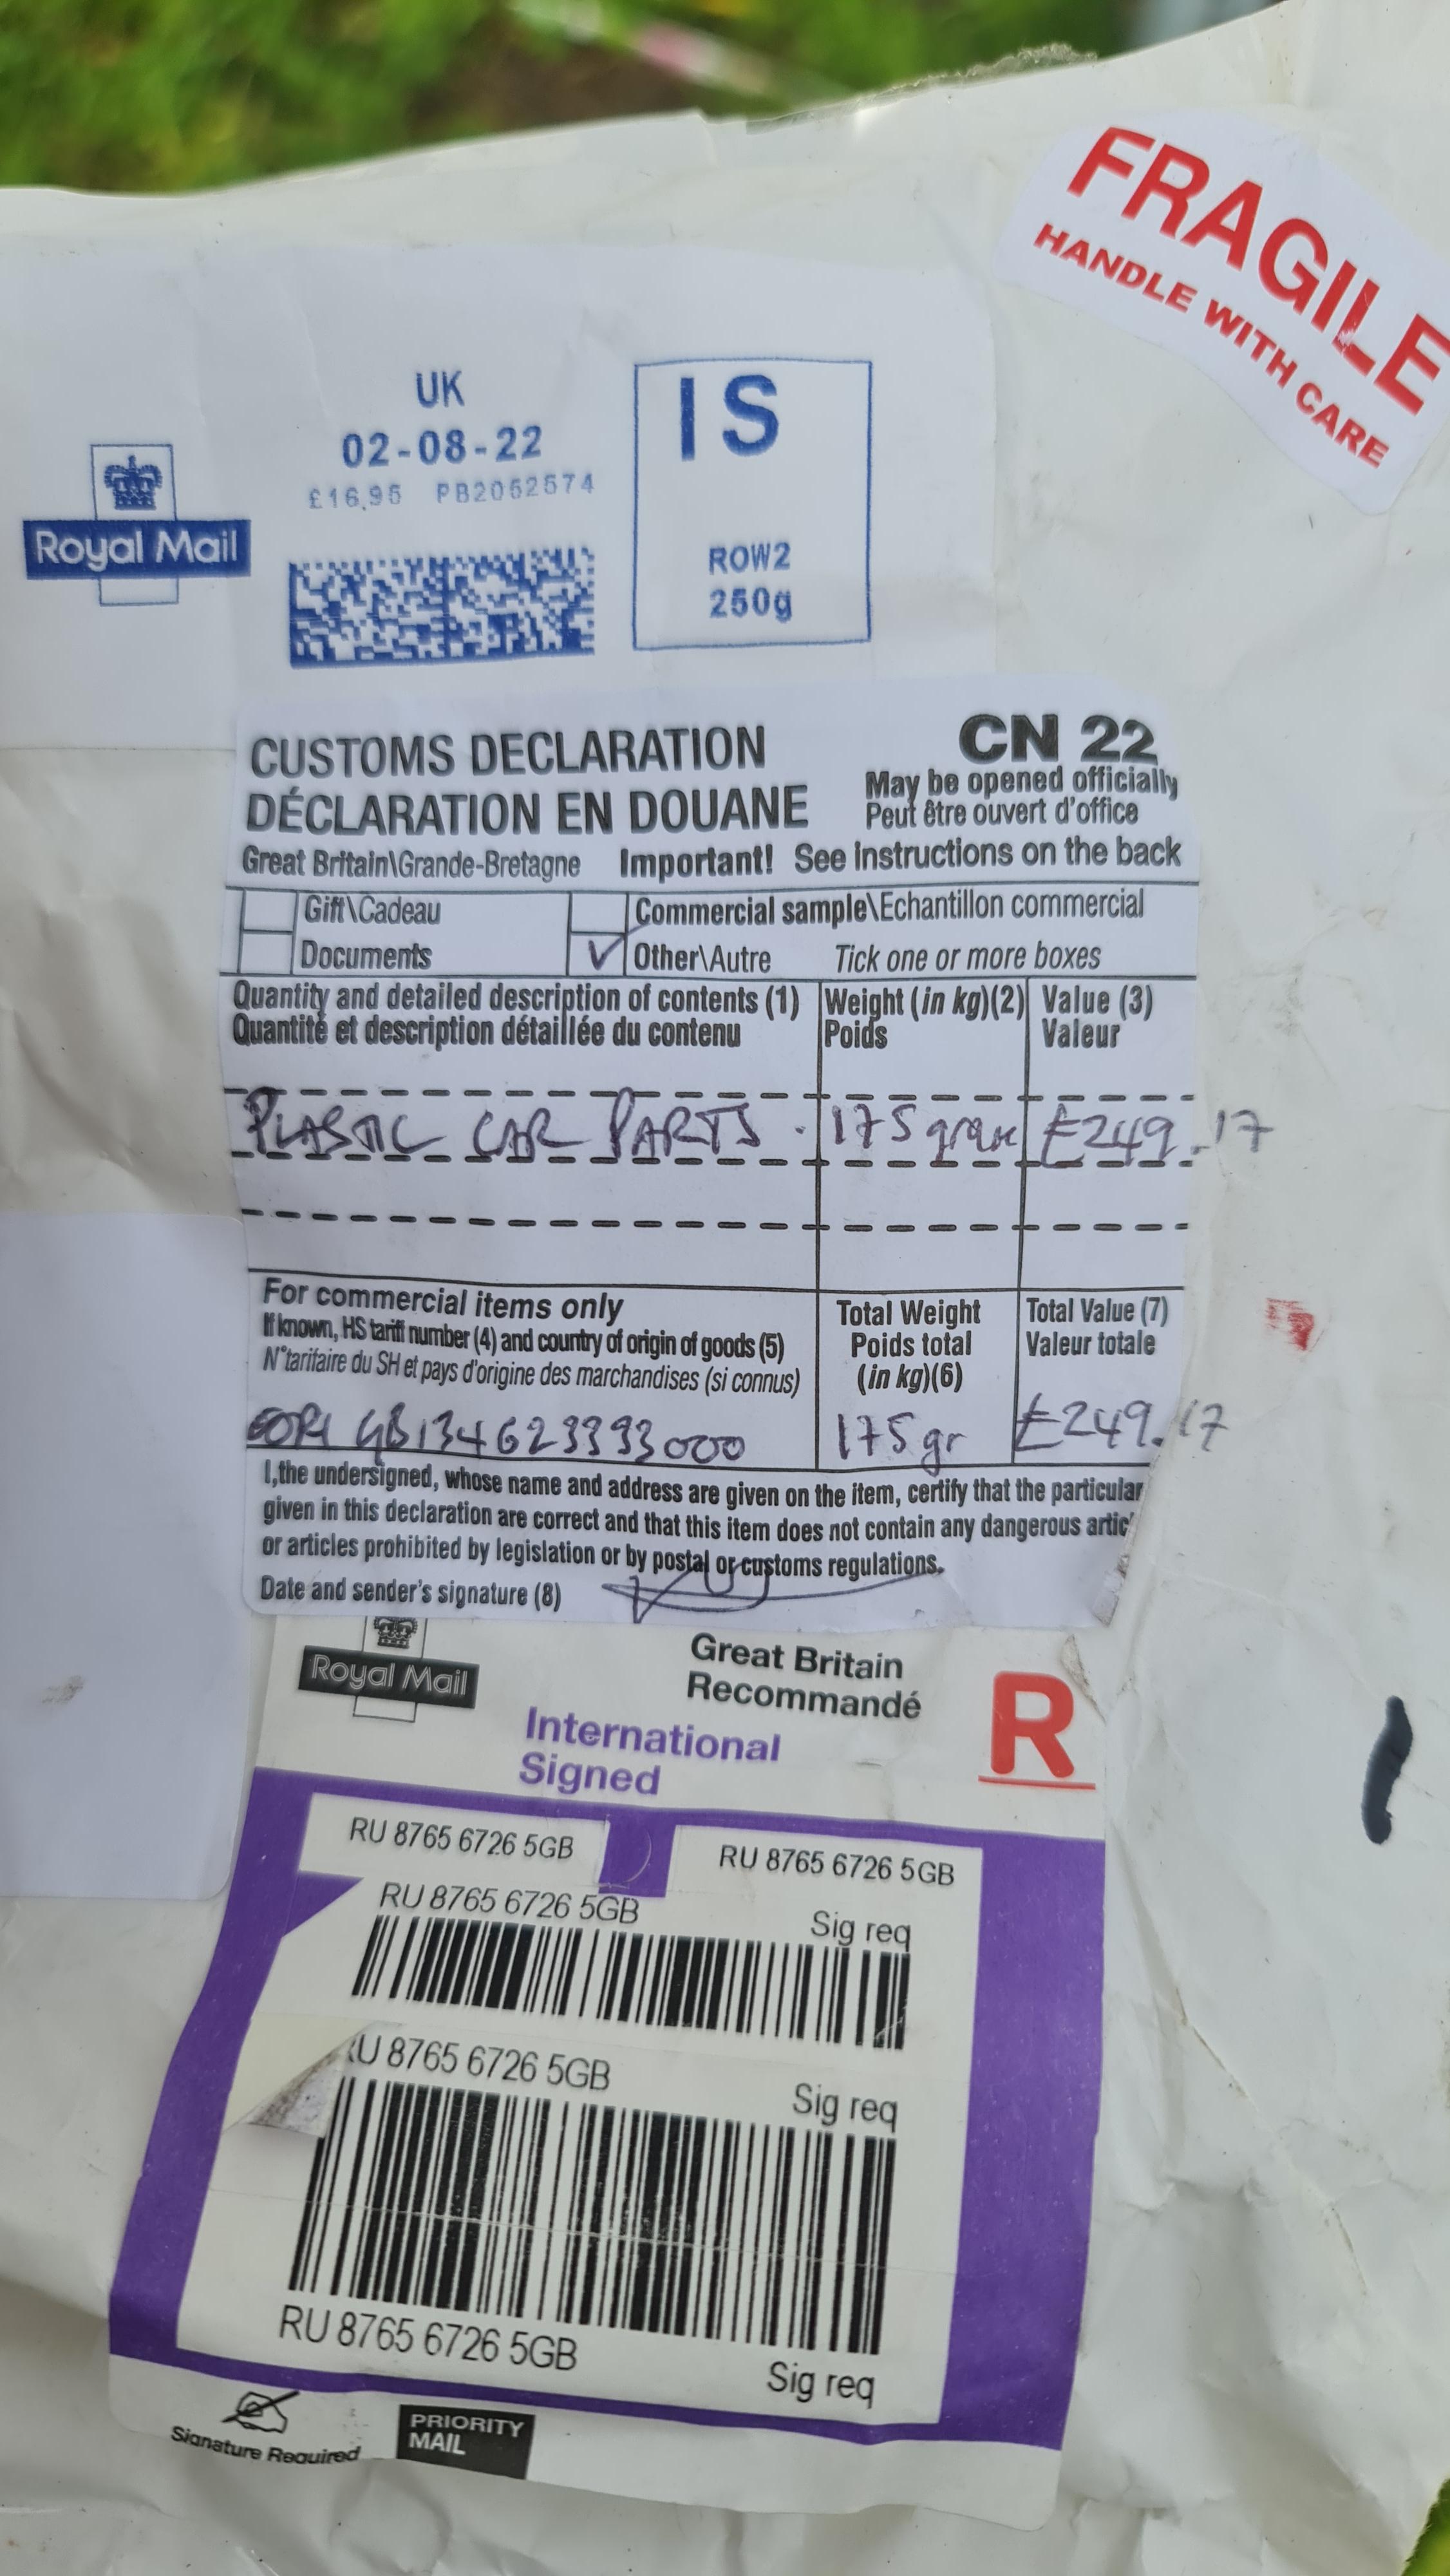 FRAGILE
HANDLE WITH CARE
UK
02-08-22
£16.95 PB2052574
IS
ROW2
250g
Royal Mail
CUSTOMS DECLARATION
DÉCLARATION EN DOUANE
CN 22
May be opened officially
Peut être ouvert d'office
Great Britain\Grande-Bretagne Important! See instructions on the back
Gift\Cadeau Commercial sample\Echantillon commercial
Documents Other\Autre Tick one or more boxes
Quantity and detailed description of contents (1) Weight (in kg)(2) Value (3)
Quantité et description détaillée du contenu Poids Valeur
PLASTIC CAR PARTS. 175 gram £249.17
For commercial items only
If known, HS tariff number (4) and country of origin of goods (5)
N°tarifaire du SH et pays d'origine des marchandises (si connus)
Total Weight
Poids total
(in kg)(6)
Total Value (7)
Valeur totale
EORI GB134623393000 175 gr £249.17
I,the undersigned, whose name and address are given on the item, certify that the particular
given in this declaration are correct and that this item does not contain any dangerous artic
or articles prohibited by legislation or by postal or customs regulations.
Date and sender's signature (8)
Royal Mail
Great Britain
Recommandé
R
International
Signed
RU 8765 6726 5GB RU 8765 6726 5GB
RU 8765 6726 5GB Sig req
RU 8765 6726 5GB Sig req
RU 8765 6726 5GB Sig req
Signature Required
PRIORITY
MAIL